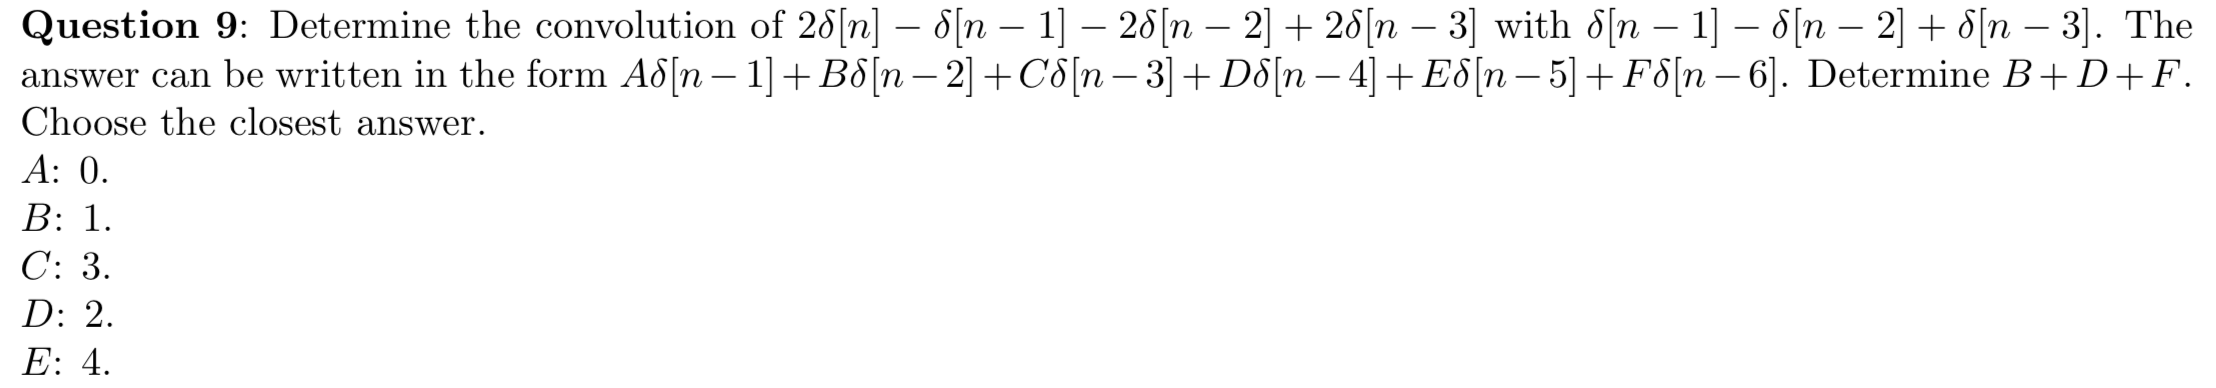 Question 9: Determine the convolution of 2δ[n] − δ[n − 1] − 2δ[n − 2] + 2δ[n − 3] with δ[n − 1] − δ[n − 2] + δ[n − 3]. The
answer can be written in the form Aδ[n − 1] + Bδ[n − 2] + Cδ[n − 3] + Dδ[n − 4] + Eδ[n − 5] + Fδ[n − 6]. Determine B + D + F.
Choose the closest answer.
A: 0.
B: 1.
C: 3.
D: 2.
E: 4.